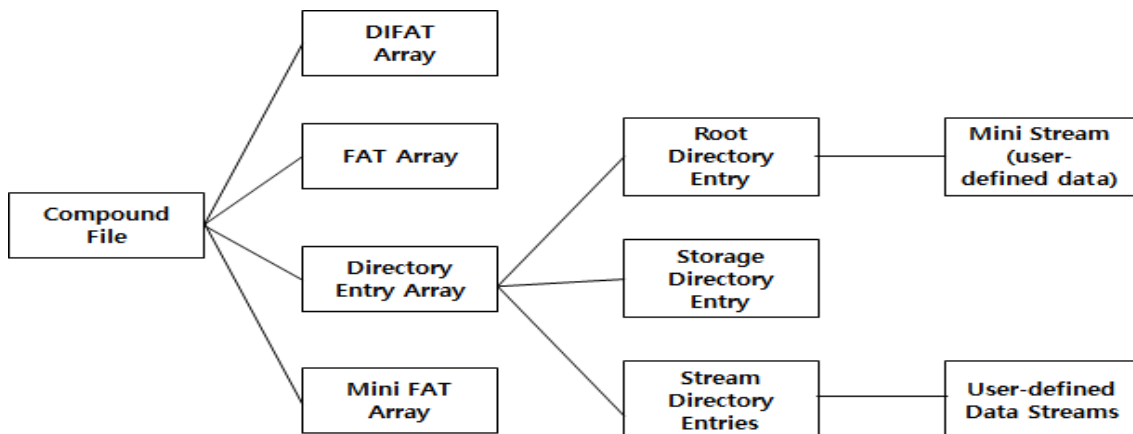 Compound
File
DIFAT
Array
FAT Array
Directory
Entry Array
Mini FAT
Array
Root
Directory
Entry
Storage
Directory
Entry
Stream
Directory
Entries
Mini Stream
(user-
defined data)
User-defined
Data Streams